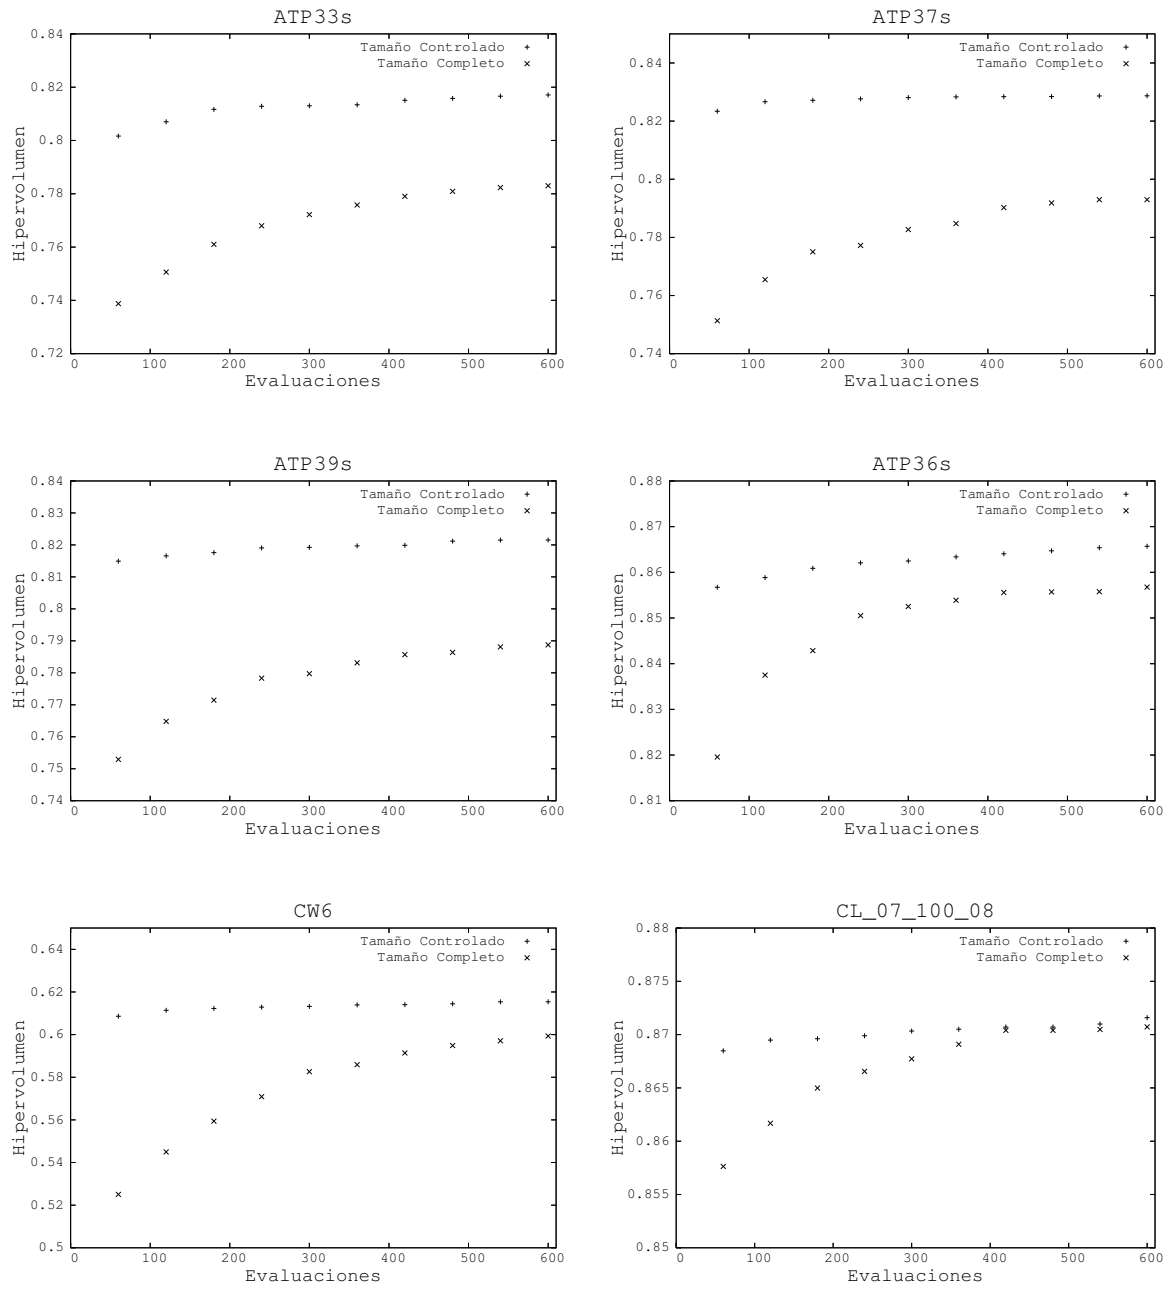 ATP33s
Tamaño Controlado
Tamaño Completo
Hipervolumen
0.84
0.82
0.8
0.78
0.76
0.74
0.72
0 100 200 300 400 500 600
Evaluaciones
ATP37s
Tamaño Controlado
Tamaño Completo
Hipervolumen
0.84
0.82
0.8
0.78
0.76
0.74
0 100 200 300 400 500 600
Evaluaciones
ATP39s
Tamaño Controlado
Tamaño Completo
Hipervolumen
0.84
0.83
0.82
0.81
0.8
0.79
0.78
0.77
0.76
0.75
0.74
0 100 200 300 400 500 600
Evaluaciones
ATP36s
Tamaño Controlado
Tamaño Completo
Hipervolumen
0.88
0.87
0.86
0.85
0.84
0.83
0.82
0.81
0 100 200 300 400 500 600
Evaluaciones
CW6
Tamaño Controlado
Tamaño Completo
Hipervolumen
0.64
0.62
0.6
0.58
0.56
0.54
0.52
0.5
0 100 200 300 400 500 600
Evaluaciones
CL_07_100_08
Tamaño Controlado
Tamaño Completo
Hipervolumen
0.88
0.875
0.87
0.865
0.86
0.855
0.85
0 100 200 300 400 500 600
Evaluaciones